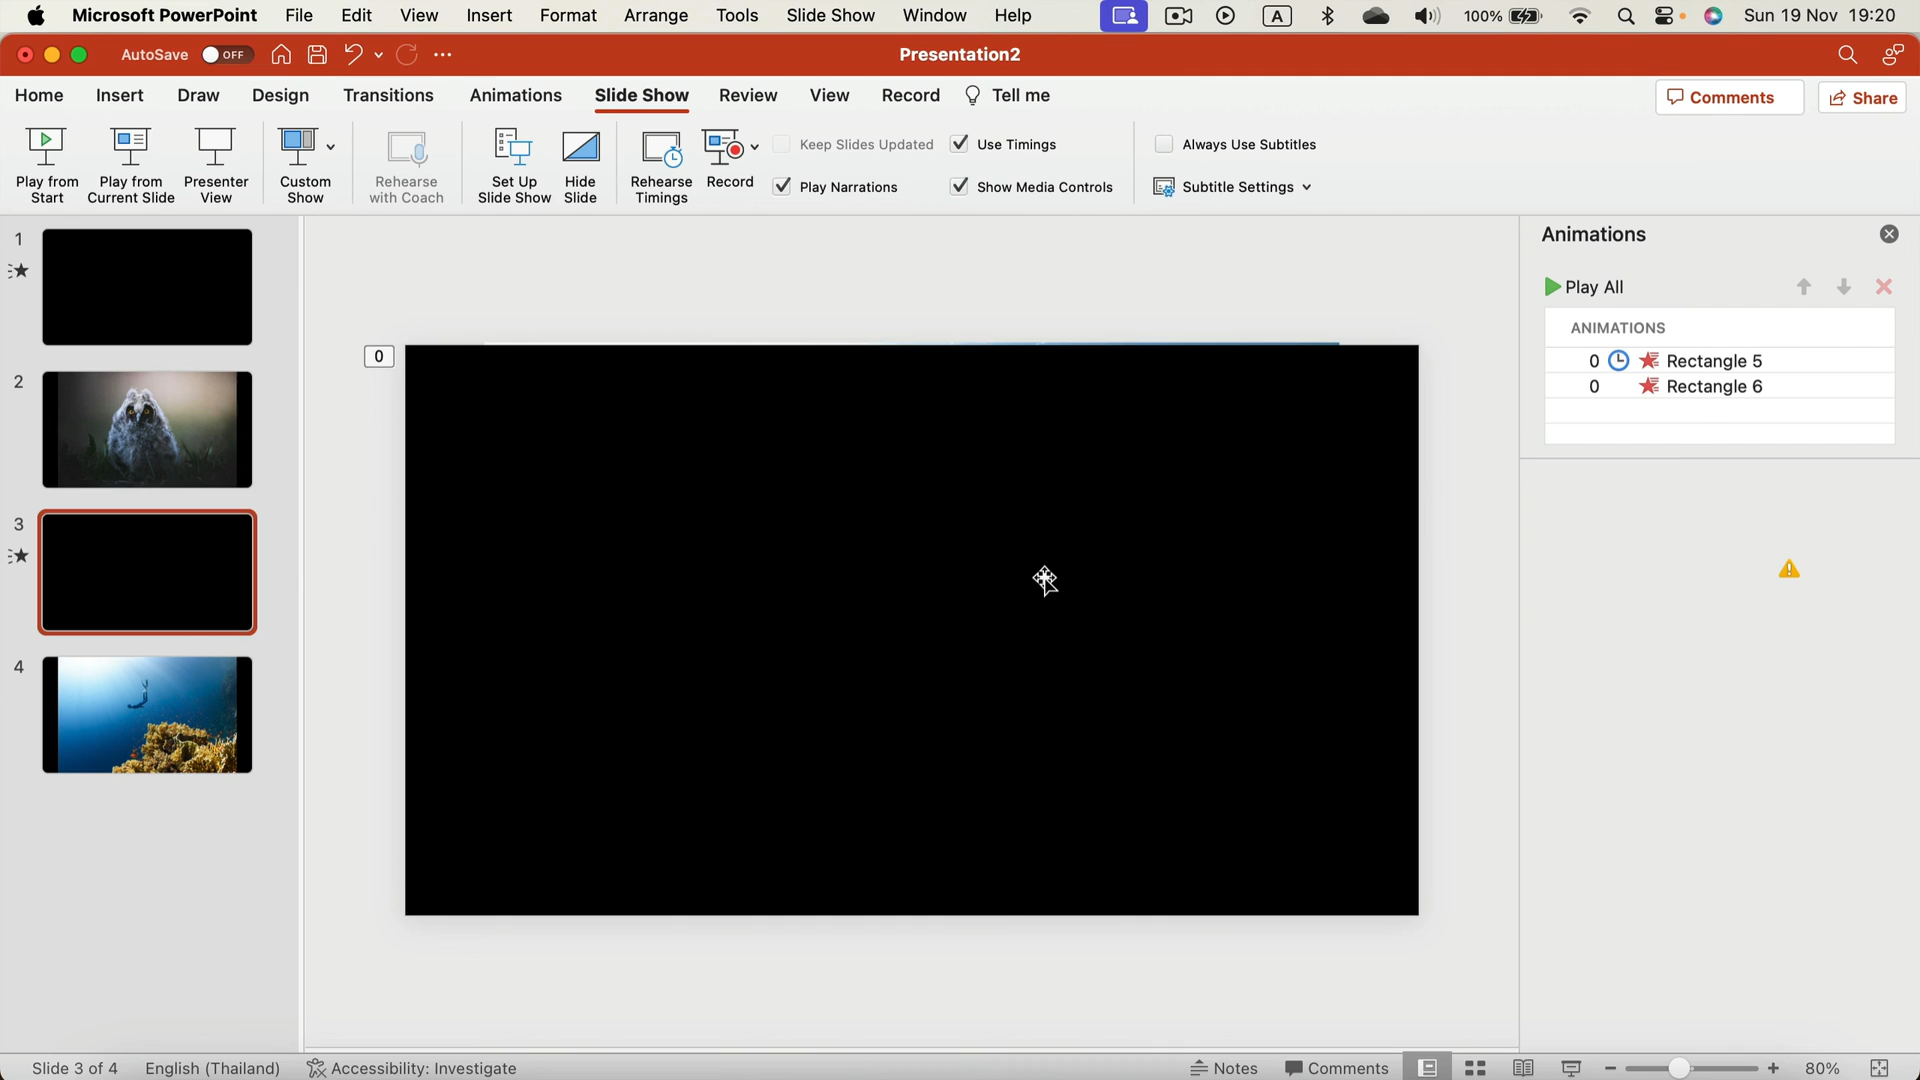 Microsoft PowerPoint File Edit View Insert Format Arrange Tools Slide Show Window Help A 100% Sun 19 Nov 19:20
AutoSave OFF Presentation2
Home Insert Draw Design Transitions Animations Slide Show Review View Record Tell me Comments Share
Play from Start
Play from Current Slide
Presenter View
Custom Show
Rehearse with Coach
Set Up Slide Show
Hide Slide
Rehearse Timings
Record
Keep Slides Updated
Play Narrations
Use Timings
Show Media Controls
Always Use Subtitles
Subtitle Settings
1
2
3
4
0
Animations
Play All
ANIMATIONS
0 Rectangle 5
0 Rectangle 6
Slide 3 of 4 English (Thailand) Accessibility: Investigate Notes Comments 80%